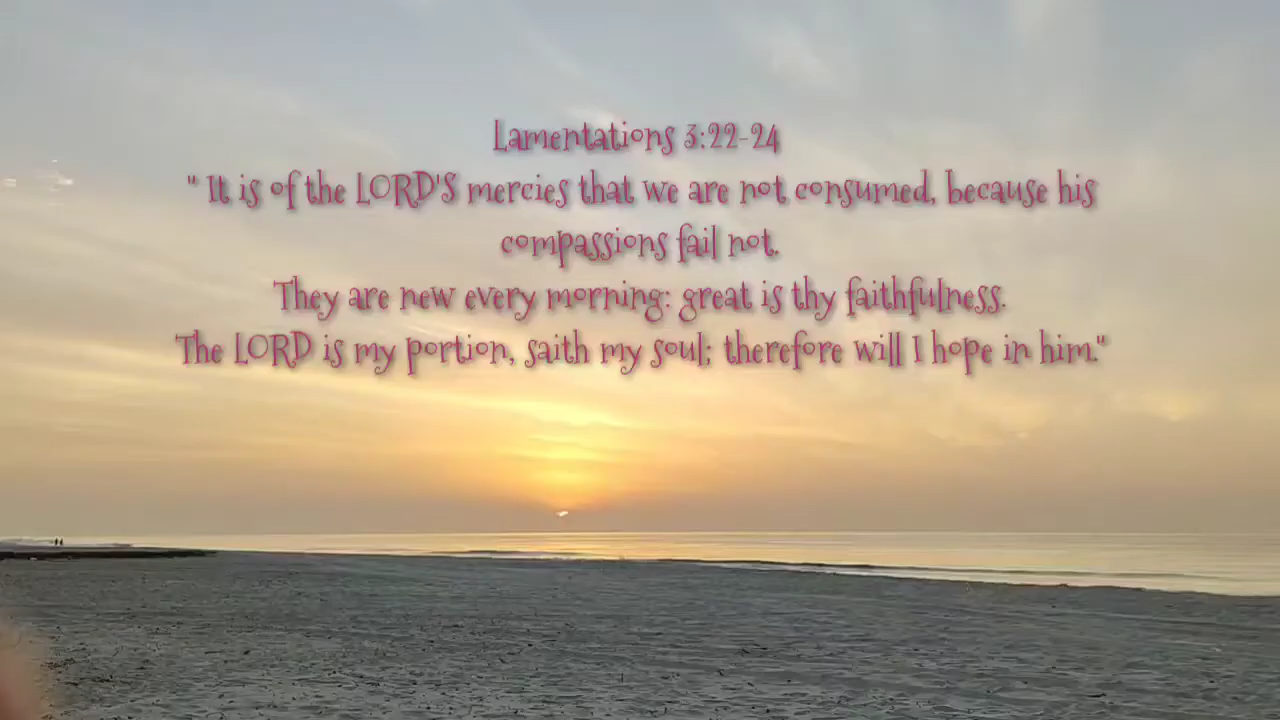 Lamentations 3:22-24
" It is of the LORD'S mercies that we are not consumed, because his
compassions fail not.
They are new every morning: great is thy faithfulness.
The LORD is my portion, saith my soul; therefore will I hope in him."